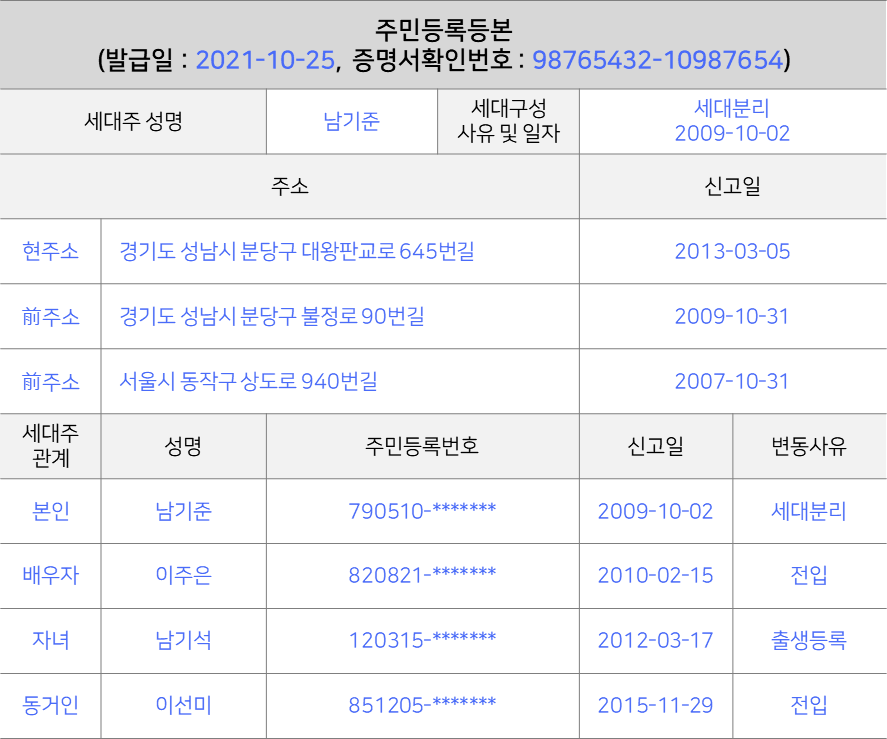 주민등록등본
(발급일 : 2021-10-25, 증명서확인번호 : 98765432-10987654)
세대주 성명 남기준 세대구성 사유 및 일자 세대분리 2009-10-02
주소 신고일
현주소 경기도 성남시 분당구 대왕판교로 645번길 2013-03-05
前주소 경기도 성남시 분당구 불정로 90번길 2009-10-31
前주소 서울시 동작구 상도로 940번길 2007-10-31
세대주 관계 성명 주민등록번호 신고일 변동사유
본인 남기준 790510-******* 2009-10-02 세대분리
배우자 이주은 820821-******* 2010-02-15 전입
자녀 남기석 120315-******* 2012-03-17 출생등록
동거인 이선미 851205-******* 2015-11-29 전입